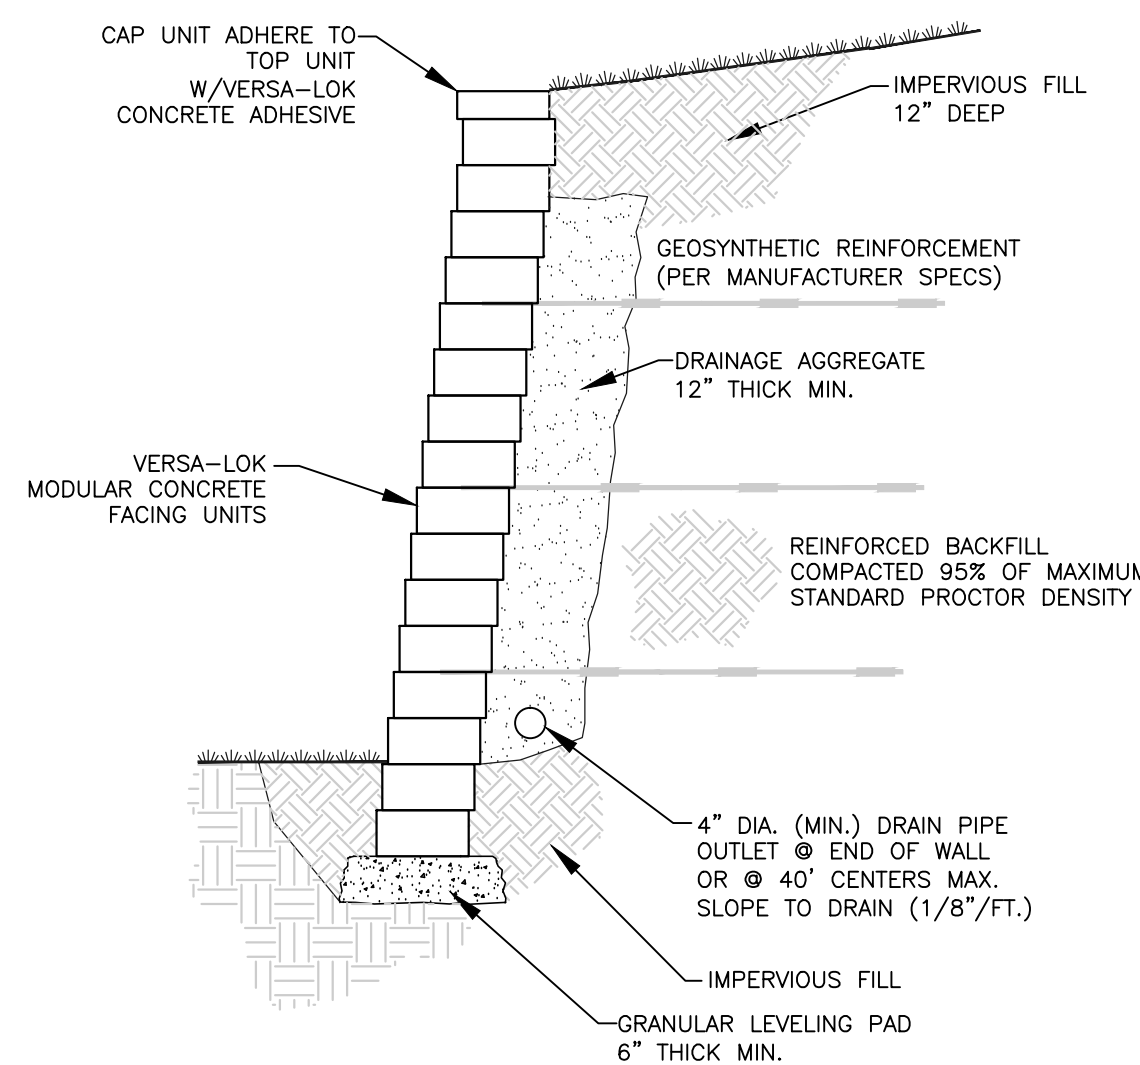 CAP UNIT ADHERE TO
TOP UNIT
W/VERSA-LOK
CONCRETE ADHESIVE
IMPERVIOUS FILL
12" DEEP
GEOSYNTHETIC REINFORCEMENT
(PER MANUFACTURER SPECS)
DRAINAGE AGGREGATE
12" THICK MIN.
VERSA-LOK
MODULAR CONCRETE
FACING UNITS
REINFORCED BACKFILL
COMPACTED 95% OF MAXIMUM
STANDARD PROCTOR DENSITY
4" DIA. (MIN.) DRAIN PIPE
OUTLET @ END OF WALL
OR @ 40' CENTERS MAX.
SLOPE TO DRAIN (1/8"/FT.)
IMPERVIOUS FILL
GRANULAR LEVELING PAD
6" THICK MIN.